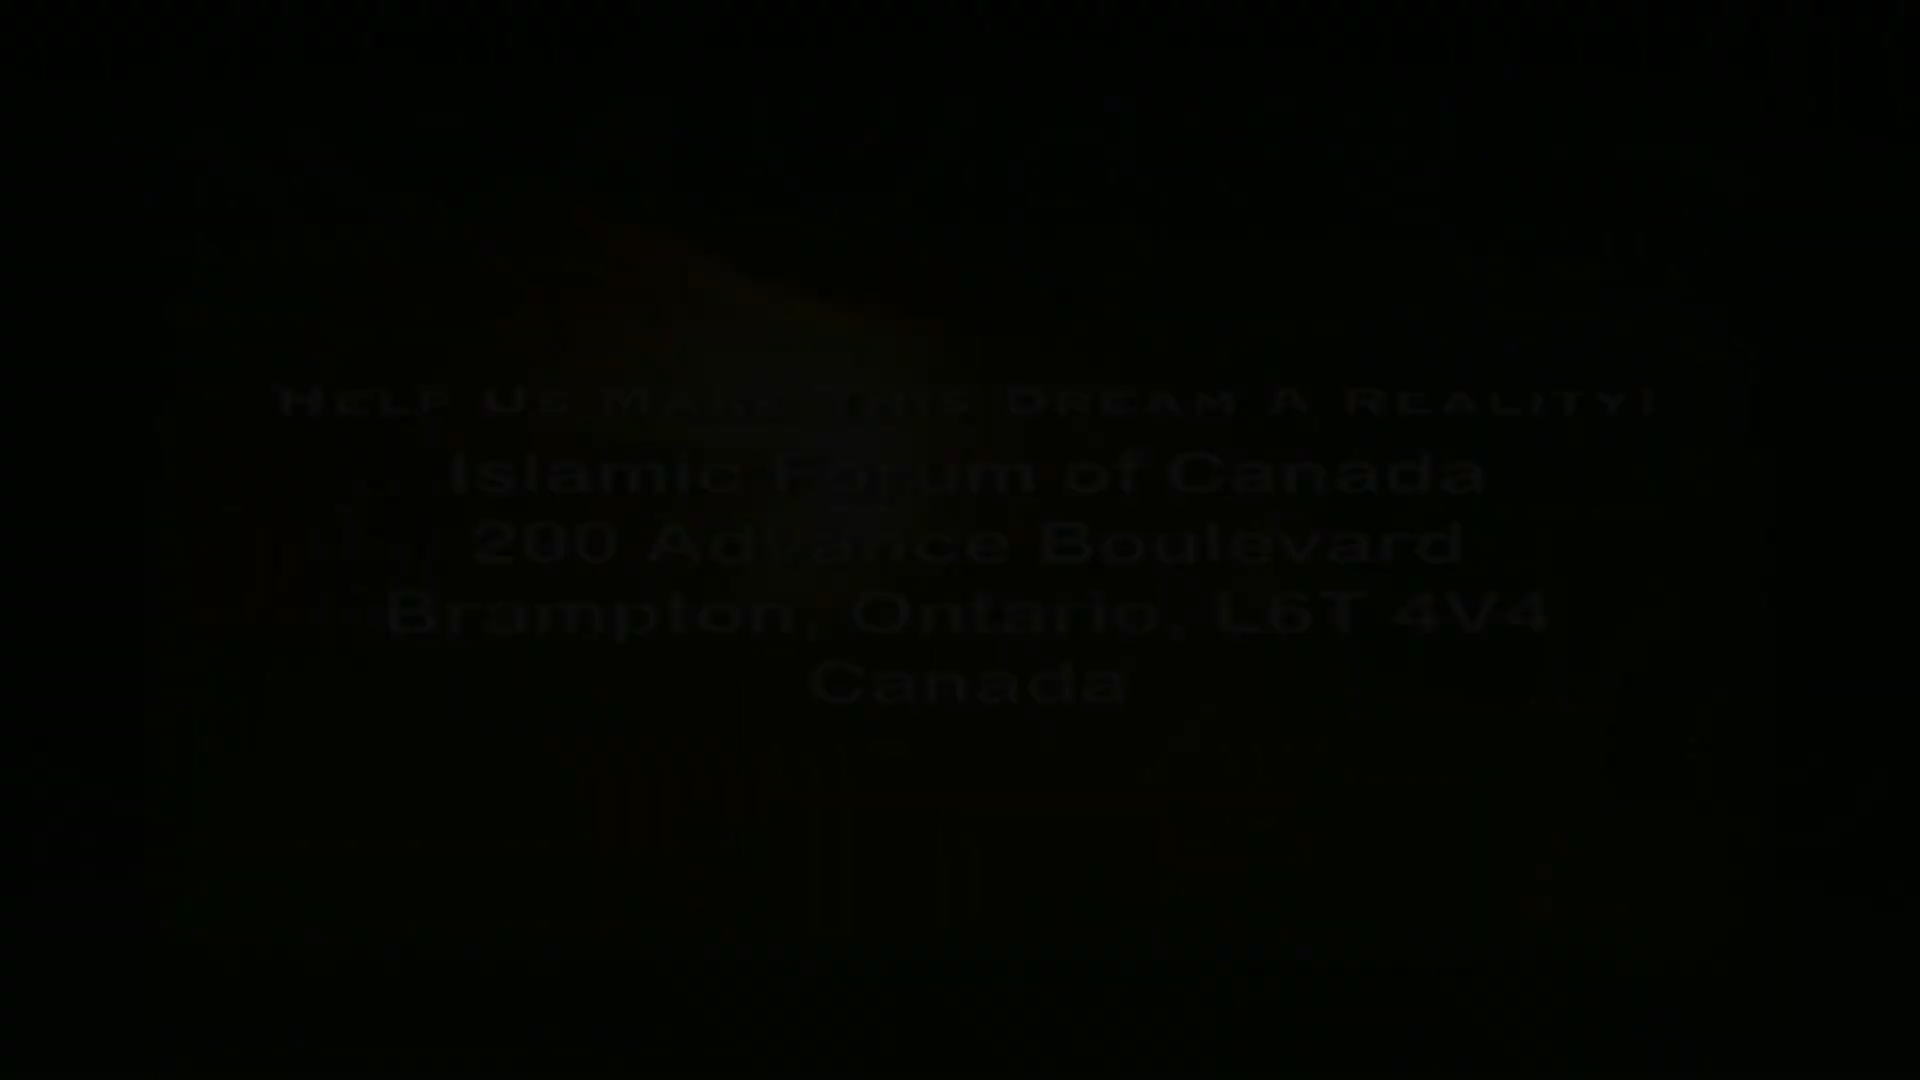 HELP US MAKE THIS DREAM A REALITY!
Islamic Forum of Canada
200 Advance Boulevard
Brampton, Ontario, L6T 4V4
Canada